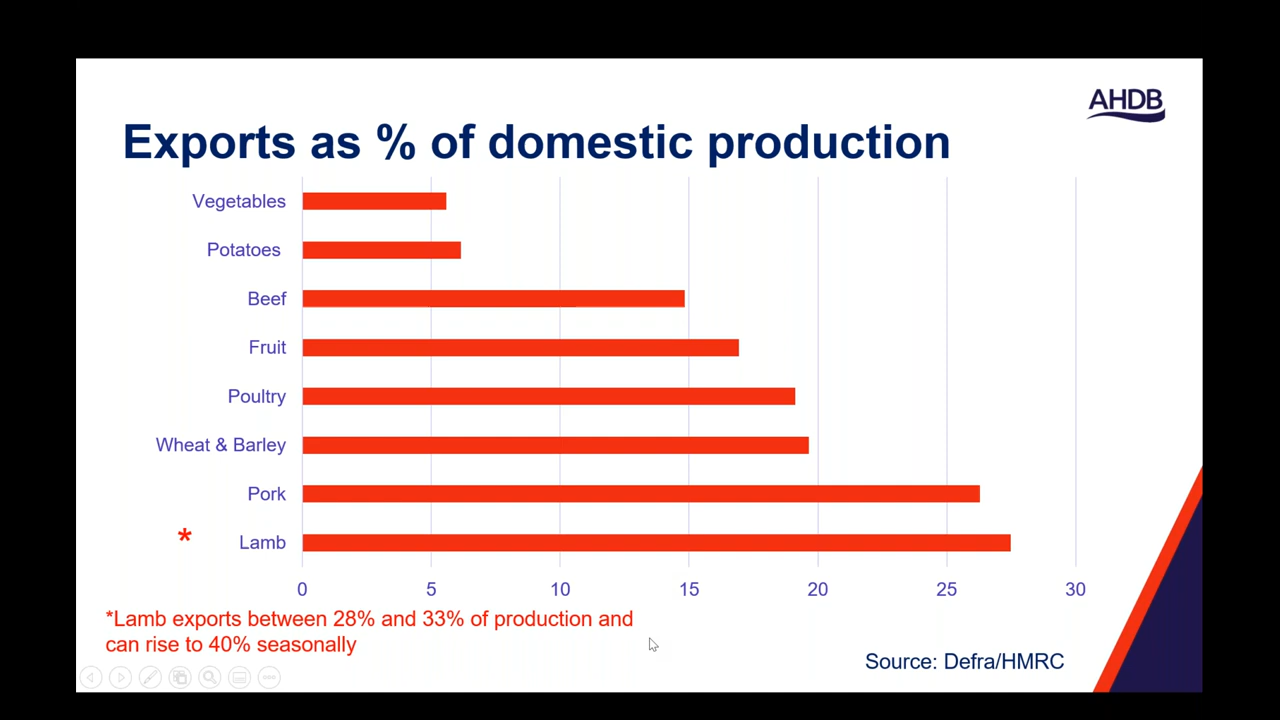 AHDB
Exports as % of domestic production
Vegetables
Potatoes
Beef
Fruit
Poultry
Wheat & Barley
Pork
* Lamb
0 5 10 15 20 25 30
*Lamb exports between 28% and 33% of production and
can rise to 40% seasonally
Source: Defra/HMRC